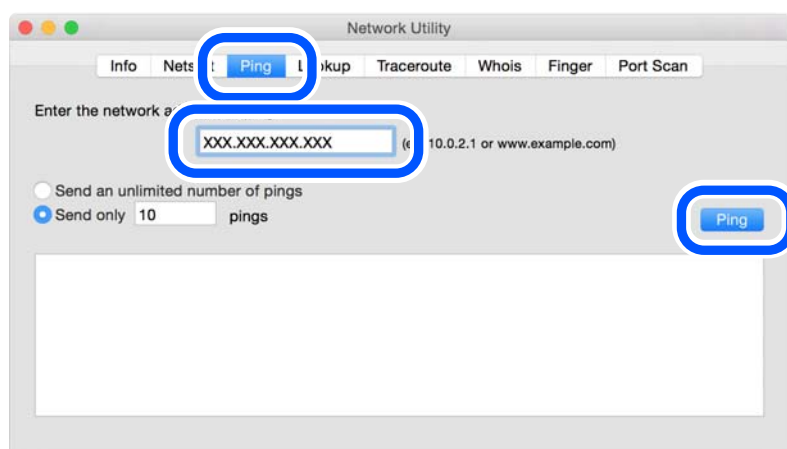 Network Utility
Info Ping Traceroute Whois Finger Port Scan
Enter the network
XXX.XXX.XXX.XXX 10.0.2.1 or www.example.com)
Send an unlimited number of pings
Send only 10 pings
Ping